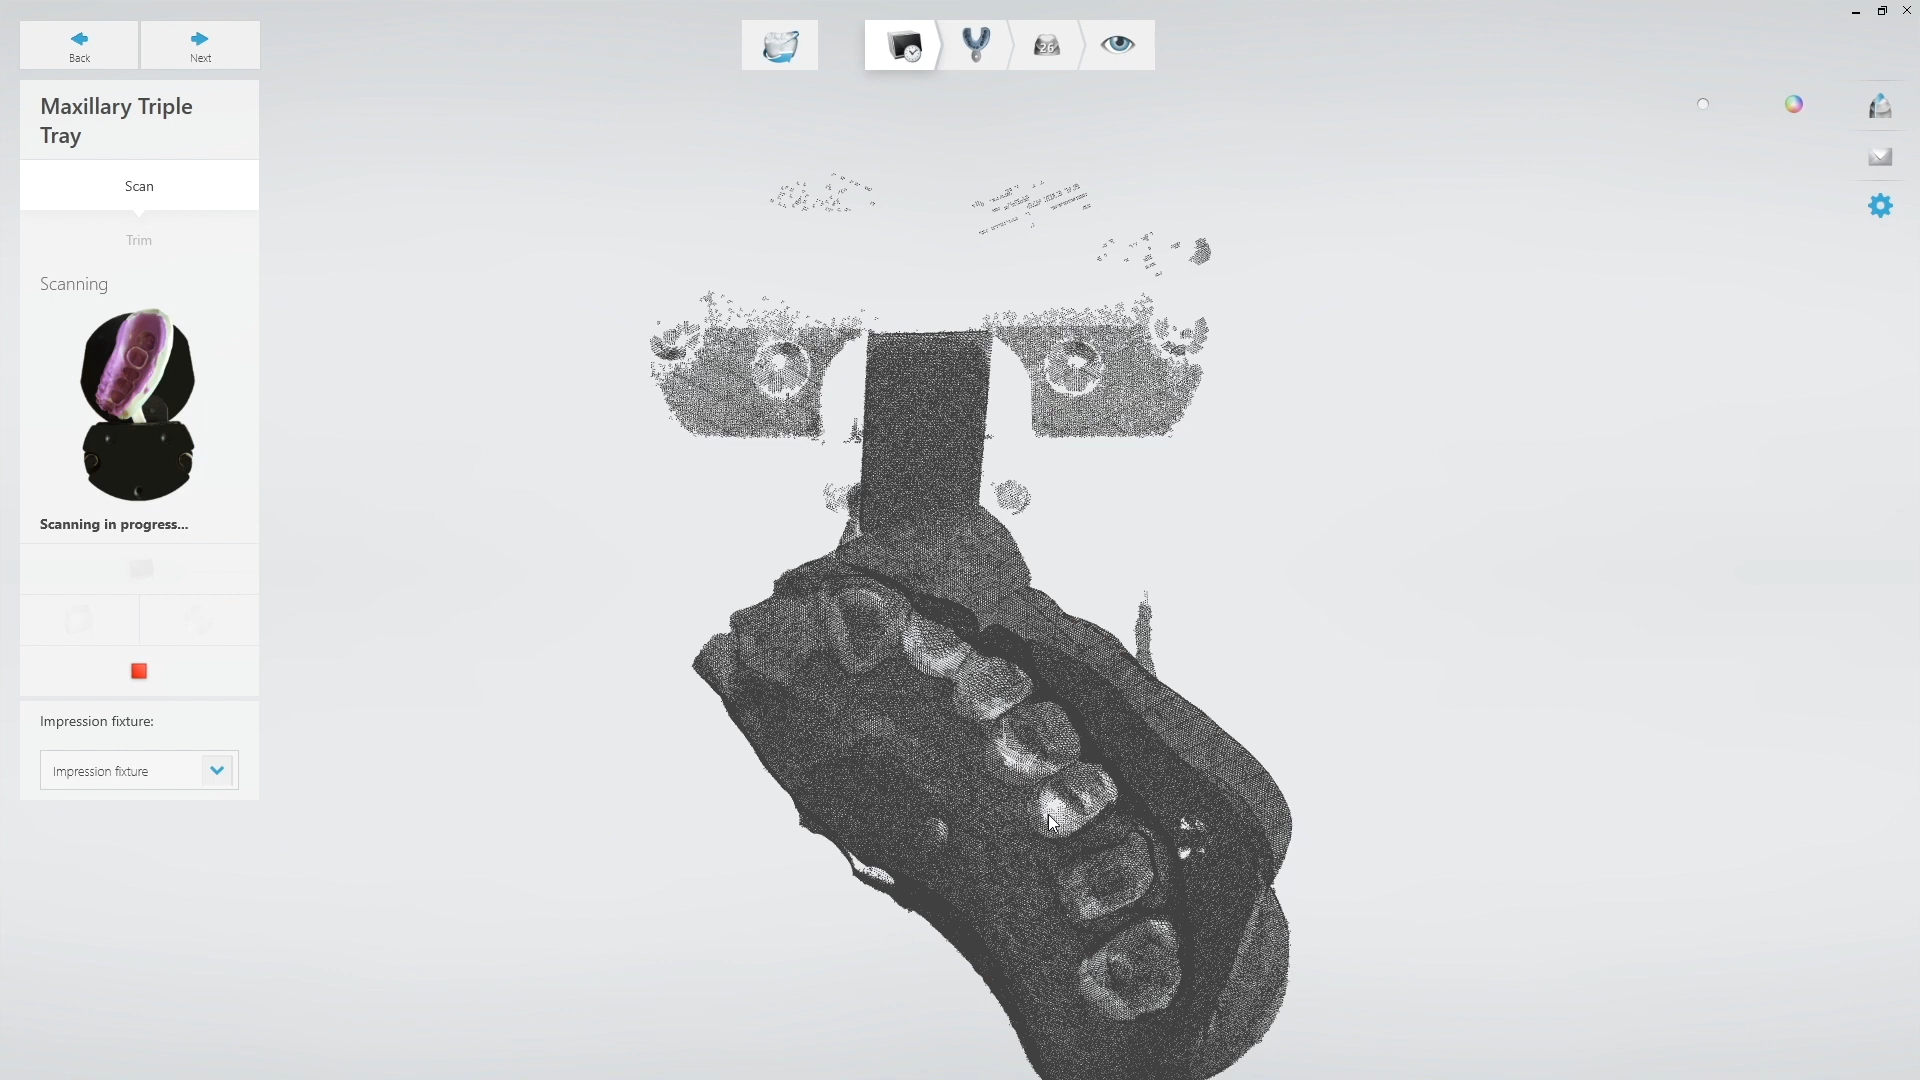 Back
Next
Maxillary Triple
Tray
Scan
Trim
Scanning
Scanning in progress...
Impression fixture:
Impression fixture
26